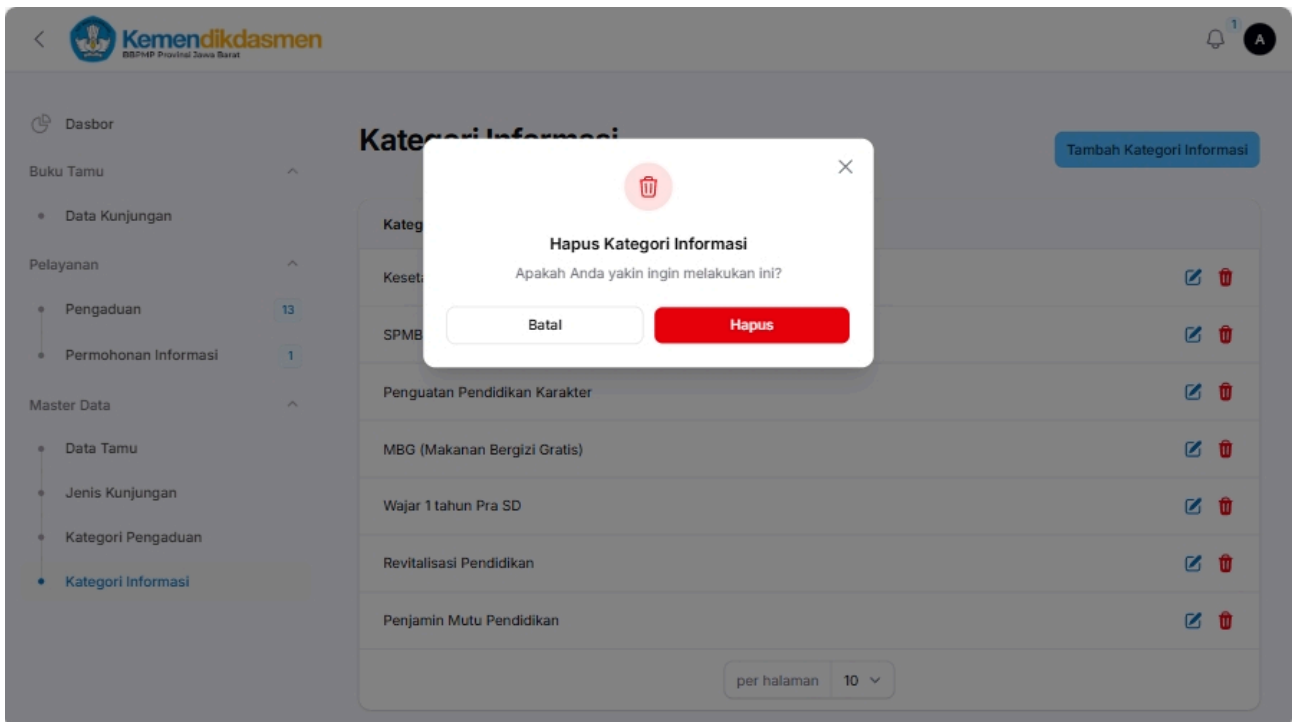 Kemendikdasmen
BBPMP Provinsi Jawa Barat
1
A
Dasbor
Buku Tamu
Data Kunjungan
Pelayanan
Pengaduan 13
Permohonan Informasi 1
Master Data
Data Tamu
Jenis Kunjungan
Kategori Pengaduan
Kategori Informasi
Kategori Informasi
Tambah Kategori Informasi
Hapus Kategori Informasi
Apakah Anda yakin ingin melakukan ini?
Batal Hapus
SPMB
Penguatan Pendidikan Karakter
MBG (Makanan Bergizi Gratis)
Wajar 1 tahun Pra SD
Revitalisasi Pendidikan
Penjamin Mutu Pendidikan
per halaman 10